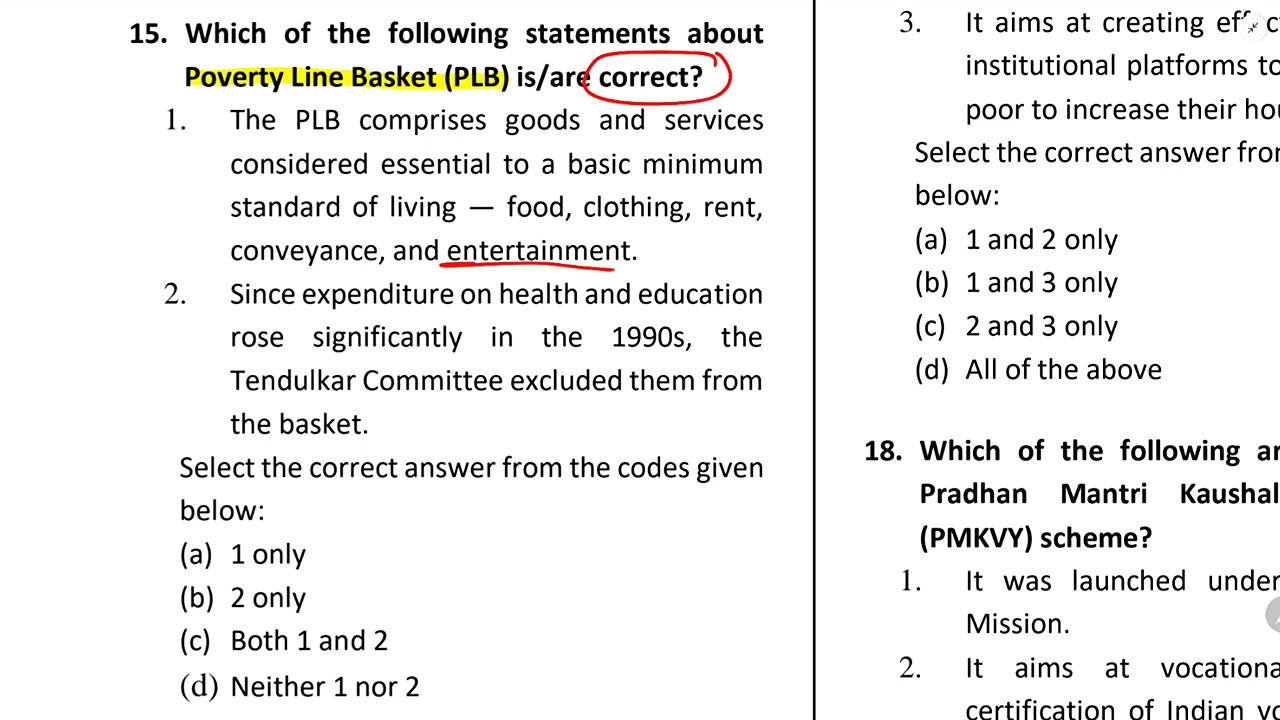 15. Which of the following statements about
Poverty Line Basket (PLB) is/are correct?
1. The PLB comprises goods and services
considered essential to a basic minimum
standard of living — food, clothing, rent,
conveyance, and entertainment.
2. Since expenditure on health and education
rose significantly in the 1990s, the
Tendulkar Committee excluded them from
the basket.
Select the correct answer from the codes given
below:
(a) 1 only
(b) 2 only
(c) Both 1 and 2
(d) Neither 1 nor 2
3. It aims at creating
institutional platforms
poor to increase their
Select the correct answer
below:
(a) 1 and 2 only
(b) 1 and 3 only
(c) 2 and 3 only
(d) All of the above
18. Which of the following
Pradhan Mantri Kaushal
(PMKVY) scheme?
1. It was launched under
Mission.
2. It aims at
certification of Indian